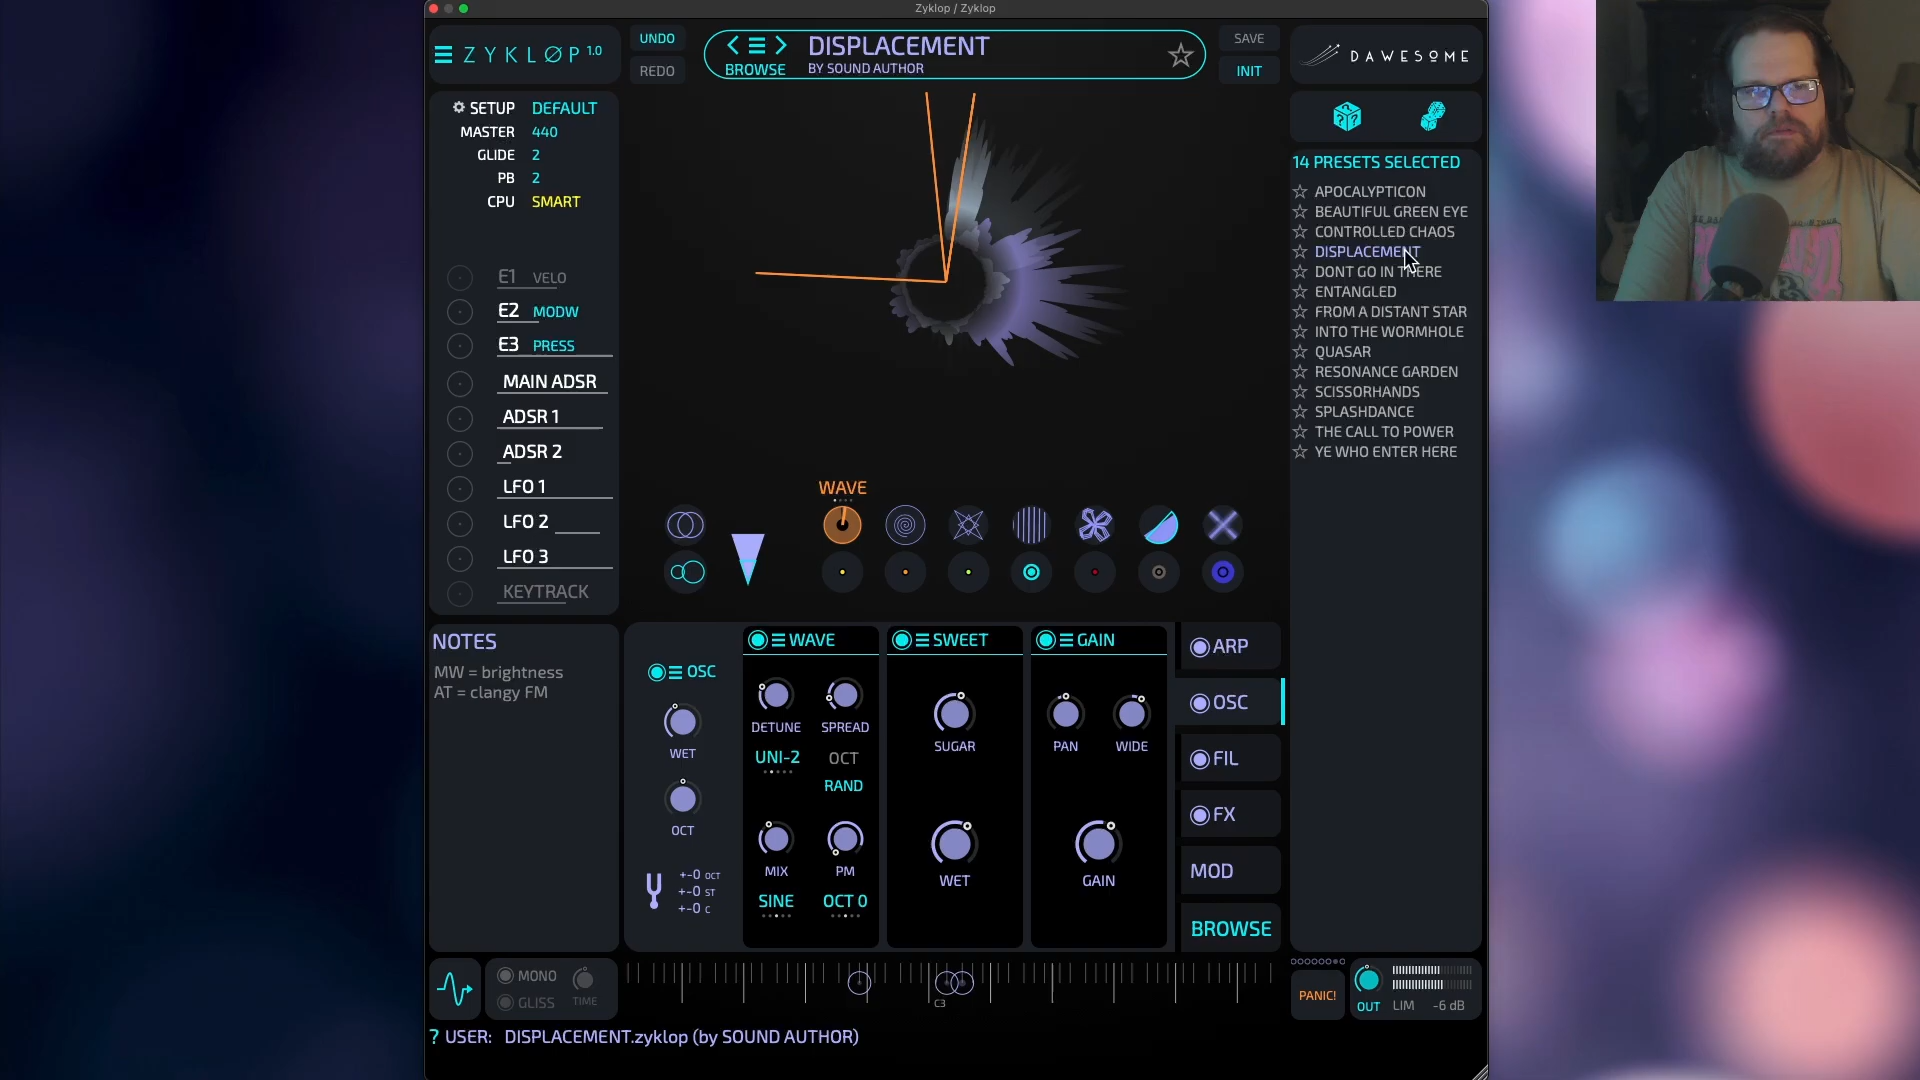 Zyklop / Zyklop
ZYKLØP 1.0
UNDO
REDO
BROWSE
DISPLACEMENT
BY SOUND AUTHOR
SAVE
INIT
DAWESOME
SETUP DEFAULT
MASTER 440
GLIDE 2
PB 2
CPU SMART
E1 VELO
E2 MODW
E3 PRESS
MAIN ADSR
ADSR 1
ADSR 2
LFO 1
LFO 2
LFO 3
KEYTRACK
14 PRESETS SELECTED
APOCALYPTICON
BEAUTIFUL GREEN EYE
CONTROLLED CHAOS
DISPLACEMENT
DONT GO IN THERE
ENTANGLED
FROM A DISTANT STAR
INTO THE WORMHOLE
QUASAR
RESONANCE GARDEN
SCISSORHANDS
SPLASHDANCE
THE CALL TO POWER
YE WHO ENTER HERE
WAVE
NOTES
MW = brightness
AT = clangy FM
OSC
WET
OCT
+-0 OCT
+-0 ST
+-0 C
WAVE
DETUNE SPREAD
UNI-2 OCT
RAND
MIX PM
SINE OCT 0
SWEET
SUGAR
WET
GAIN
PAN WIDE
GAIN
ARP
OSC
FIL
FX
MOD
BROWSE
MONO
GLISS TIME
C3
PANIC!
OUT LIM -6 dB
? USER: DISPLACEMENT.zyklop (by SOUND AUTHOR)